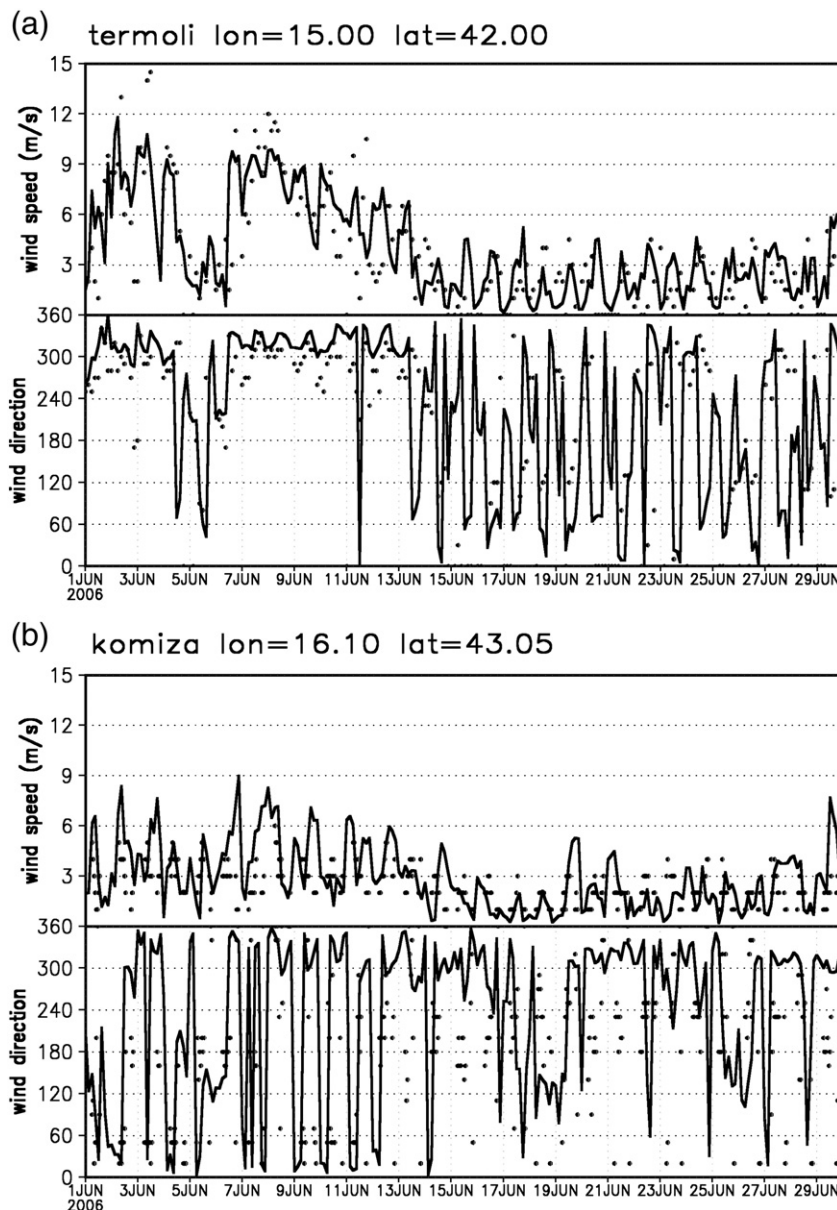 (a)
termoli lon=15.00 lat=42.00
15
12
9
6
3
wind speed (m/s)
360
300
240
180
120
60
0
wind direction
1JUN 3JUN 5JUN 7JUN 9JUN 11JUN 13JUN 15JUN 17JUN 19JUN 21JUN 23JUN 25JUN 27JUN 29JUN
2006
(b)
komiza lon=16.10 lat=43.05
15
12
9
6
3
wind speed (m/s)
360
300
240
180
120
60
0
wind direction
1JUN 3JUN 5JUN 7JUN 9JUN 11JUN 13JUN 15JUN 17JUN 19JUN 21JUN 23JUN 25JUN 27JUN 29JUN
2006